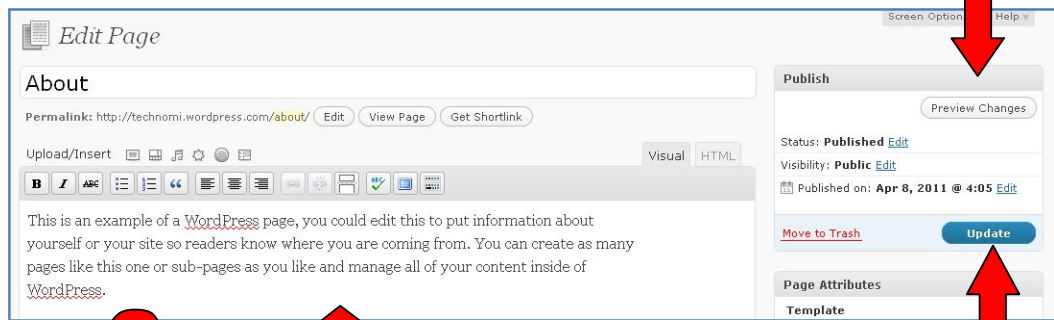 Screen Option Help
Edit Page
About
Permalink: http://technomi.wordpress.com/about/ Edit View Page Get Shortlink
Upload/Insert Visual HTML
B I ABC ABC
This is an example of a WordPress page, you could edit this to put information about
yourself or your site so readers know where you are coming from. You can create as many
pages like this one or sub-pages as you like and manage all of your content inside of
WordPress.
Publish
Preview Changes
Status: Published Edit
Visibility: Public Edit
Published on: Apr 8, 2011 @ 4:05 Edit
Move to Trash Update
Page Attributes
Template